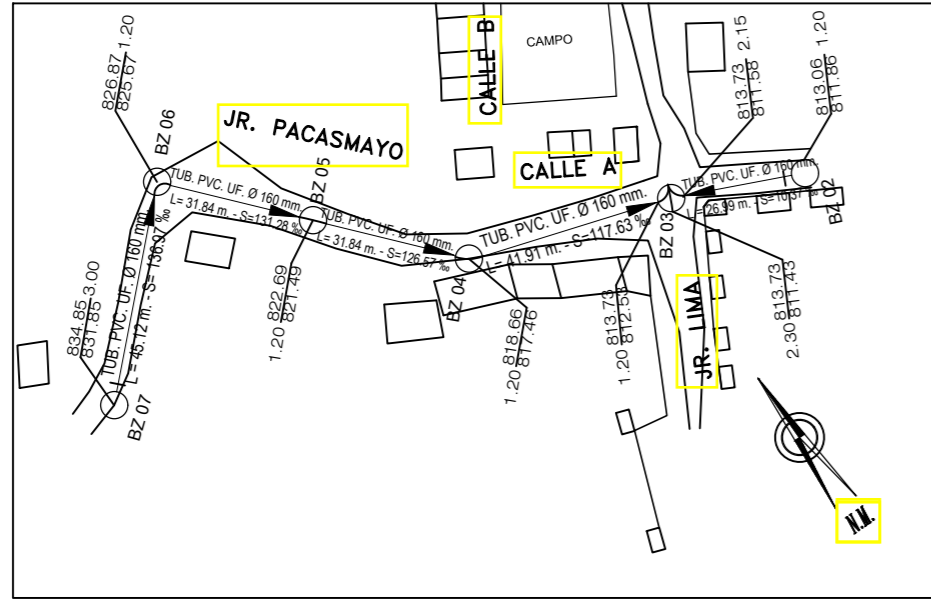 826.87 1.20
825.67
BZ 06
JR. PACASMAYO
CALLE B
CAMPO
CALLE A
813.73 2.15
811.58
813.06 1.20
811.86
BZ 05
TUB. PVC. UF. Ø 160 mm.
L= 31.84 m. - S=131.28 ‰
TUB. PVC. UF. Ø 160 mm.
L= 31.84 m. - S=126.57 ‰
TUB. PVC. UF. Ø 160 mm.
L= 41.91 m. - S=117.63 ‰
TUB. PVC. UF. Ø 160 mm.
L=26.99 m. - S=
BZ 02
BZ 03
BZ 04
834.85 3.00
831.85
TUB. PVC. UF. Ø 160 mm.
L = 45.12 m. - S=
BZ 07
1.20 822.69
821.49
1.20 818.66
817.46
1.20 813.73
812.53
JR. LIMA
813.73
2.30 811.43
N.M.